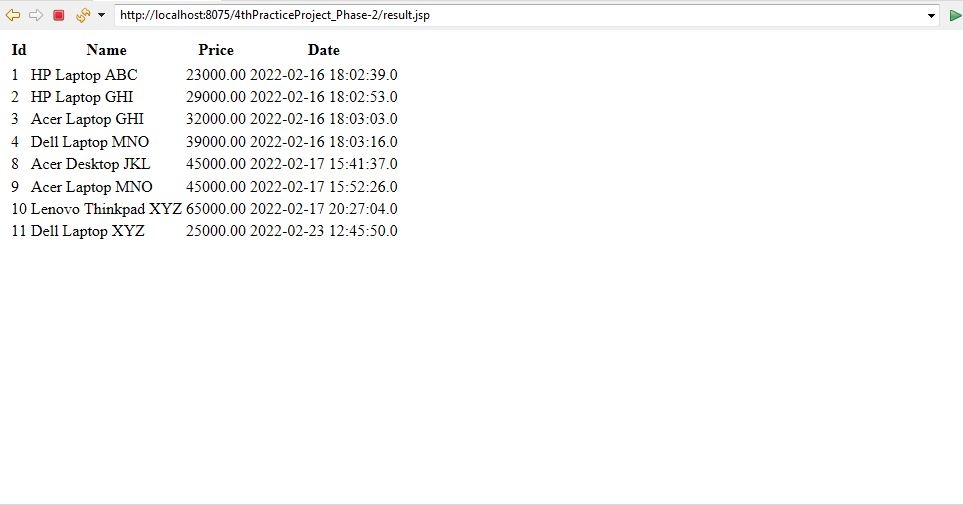 http://localhost:8075/4thPracticeProject_Phase-2/result.jsp
Id Name Price Date
1 HP Laptop ABC 23000.00 2022-02-16 18:02:39.0
2 HP Laptop GHI 29000.00 2022-02-16 18:02:53.0
3 Acer Laptop GHI 32000.00 2022-02-16 18:03:03.0
4 Dell Laptop MNO 39000.00 2022-02-16 18:03:16.0
8 Acer Desktop JKL 45000.00 2022-02-17 15:41:37.0
9 Acer Laptop MNO 45000.00 2022-02-17 15:52:26.0
10 Lenovo Thinkpad XYZ 65000.00 2022-02-17 20:27:04.0
11 Dell Laptop XYZ 25000.00 2022-02-23 12:45:50.0